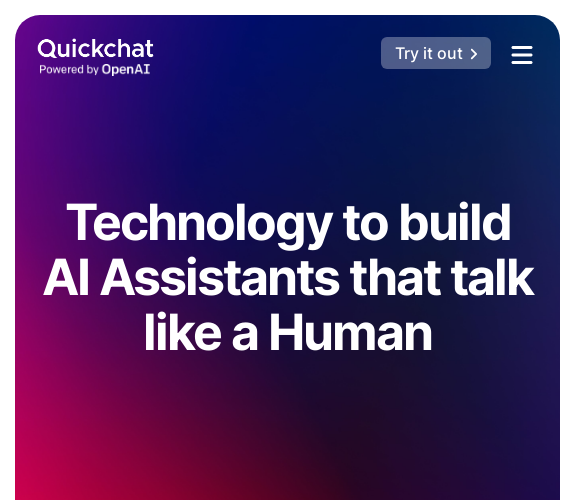 Quickchat
Powered by OpenAI
Try it out
Technology to build
AI Assistants that talk
like a Human